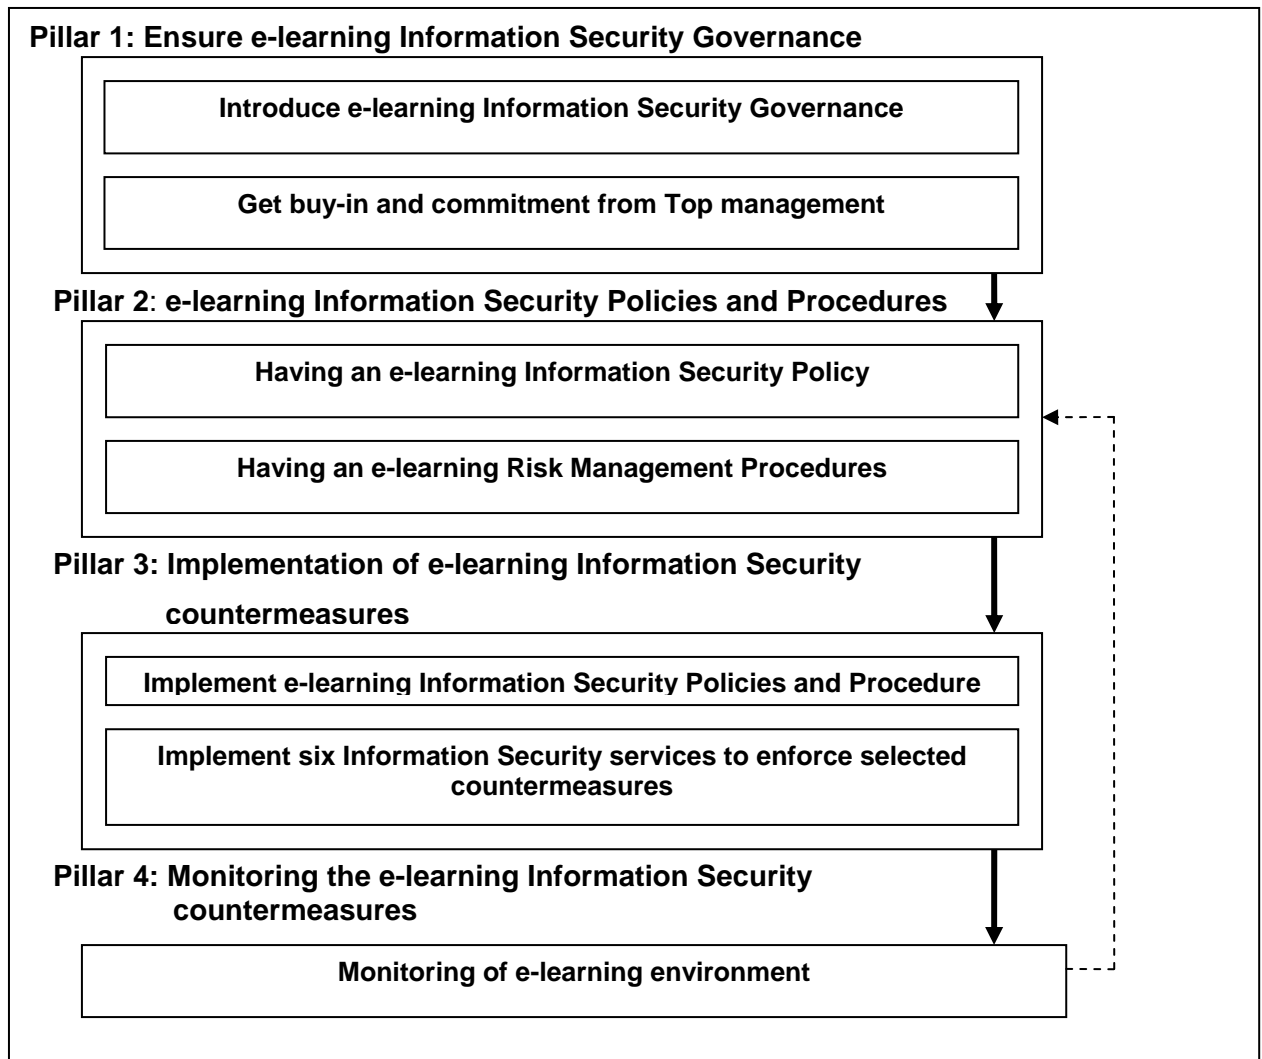 Pillar 1: Ensure e-learning Information Security Governance
Introduce e-learning Information Security Governance
Get buy-in and commitment from Top management
Pillar 2: e-learning Information Security Policies and Procedures
Having an e-learning Information Security Policy
Having an e-learning Risk Management Procedures
Pillar 3: Implementation of e-learning Information Security
countermeasures
Implement e-learning Information Security Policies and Procedure
Implement six Information Security services to enforce selected
countermeasures
Pillar 4: Monitoring the e-learning Information Security
countermeasures
Monitoring of e-learning environment